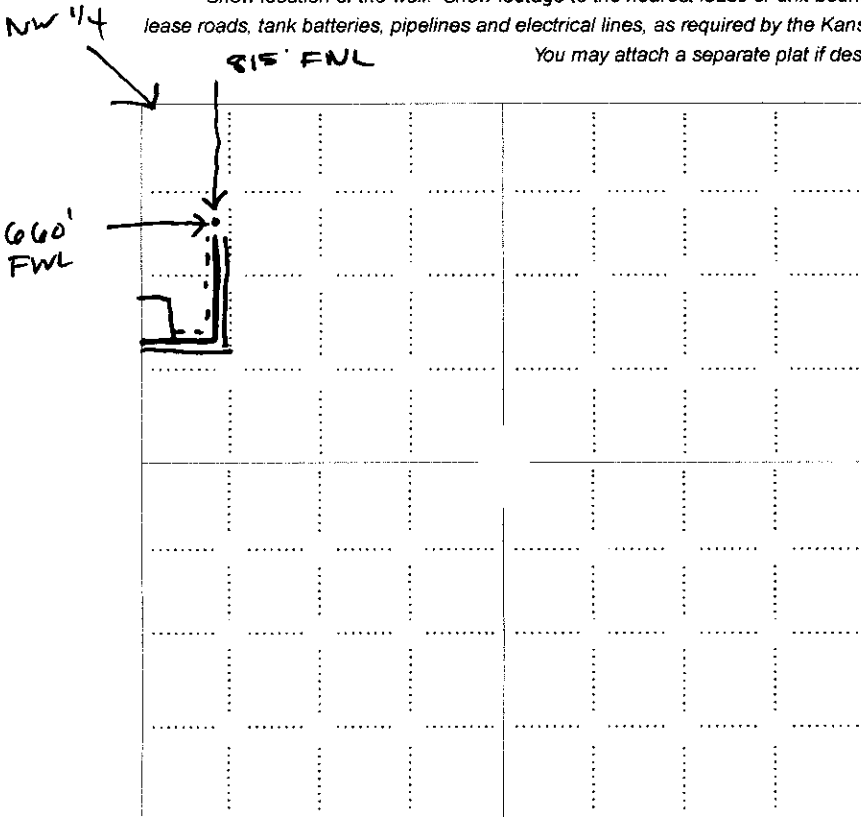 lease roads, tank batteries, pipelines and electrical lines, as required by the Kans
You may attach a separate plat if des
NW 1/4
815' FNL
660'
FWL